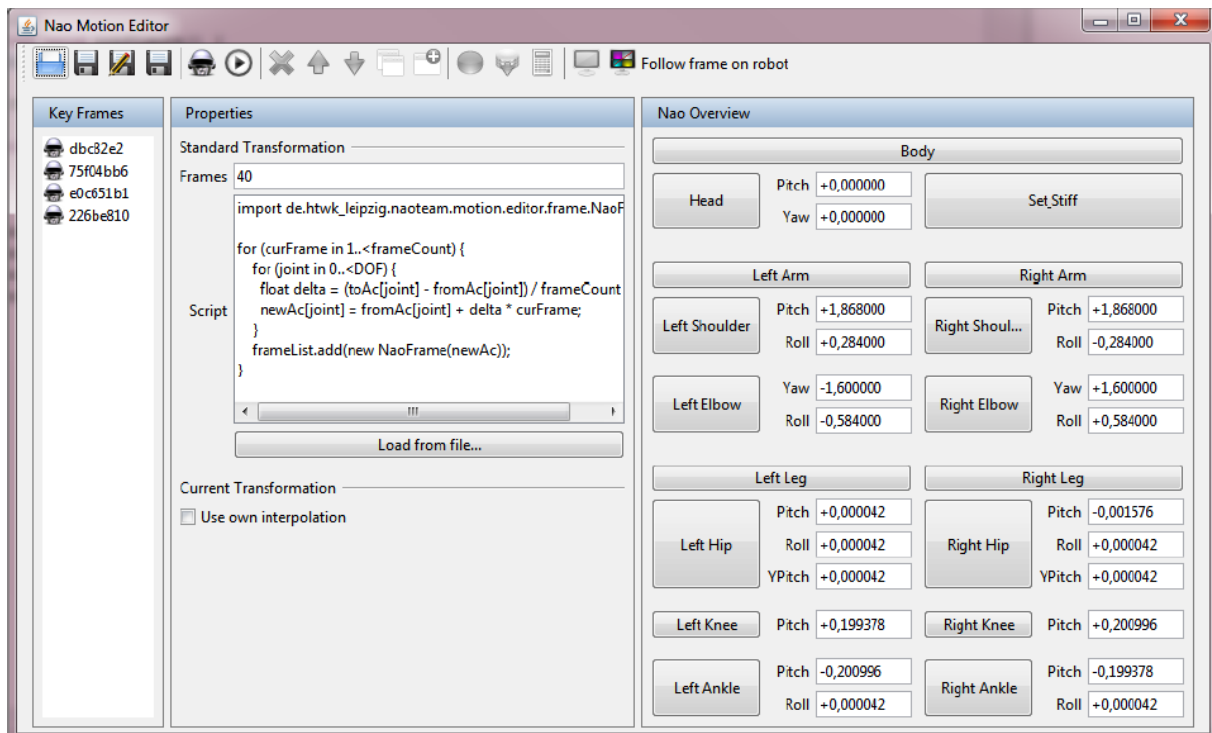 Nao Motion Editor
Follow frame on robot
Key Frames
dbc82e2
75f04bb6
e0c651b1
226be810
Properties
Standard Transformation
Frames 40
Script
import de.htwk_leipzig.naoteam.motion.editor.frame.NaoF
for (curFrame in 1..<frameCount) {
for (joint in 0..<DOF) {
float delta = (toAc[joint] - fromAc[joint]) / frameCount
newAc[joint] = fromAc[joint] + delta * curFrame;
}
frameList.add(new NaoFrame(newAc));
}
Load from file...
Current Transformation
Use own interpolation
Nao Overview
Body
Head
Pitch +0,000000
Yaw +0,000000
Set_Stiff
Left Arm
Right Arm
Left Shoulder
Pitch +1,868000
Roll +0,284000
Right Shoul...
Pitch +1,868000
Roll -0,284000
Left Elbow
Yaw -1,600000
Roll -0,584000
Right Elbow
Yaw +1,600000
Roll +0,584000
Left Leg
Right Leg
Left Hip
Pitch +0,000042
Roll +0,000042
YPitch +0,000042
Right Hip
Pitch -0,001576
Roll +0,000042
YPitch +0,000042
Left Knee
Pitch +0,199378
Right Knee
Pitch +0,200996
Left Ankle
Pitch -0,200996
Roll +0,000042
Right Ankle
Pitch -0,199378
Roll +0,000042